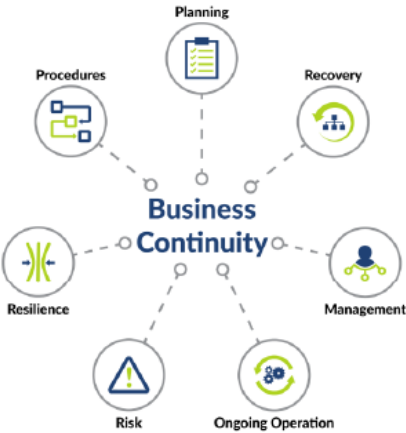 Planning
Procedures
Recovery
Business
Continuity
Resilience
Management
Risk
Ongoing Operation